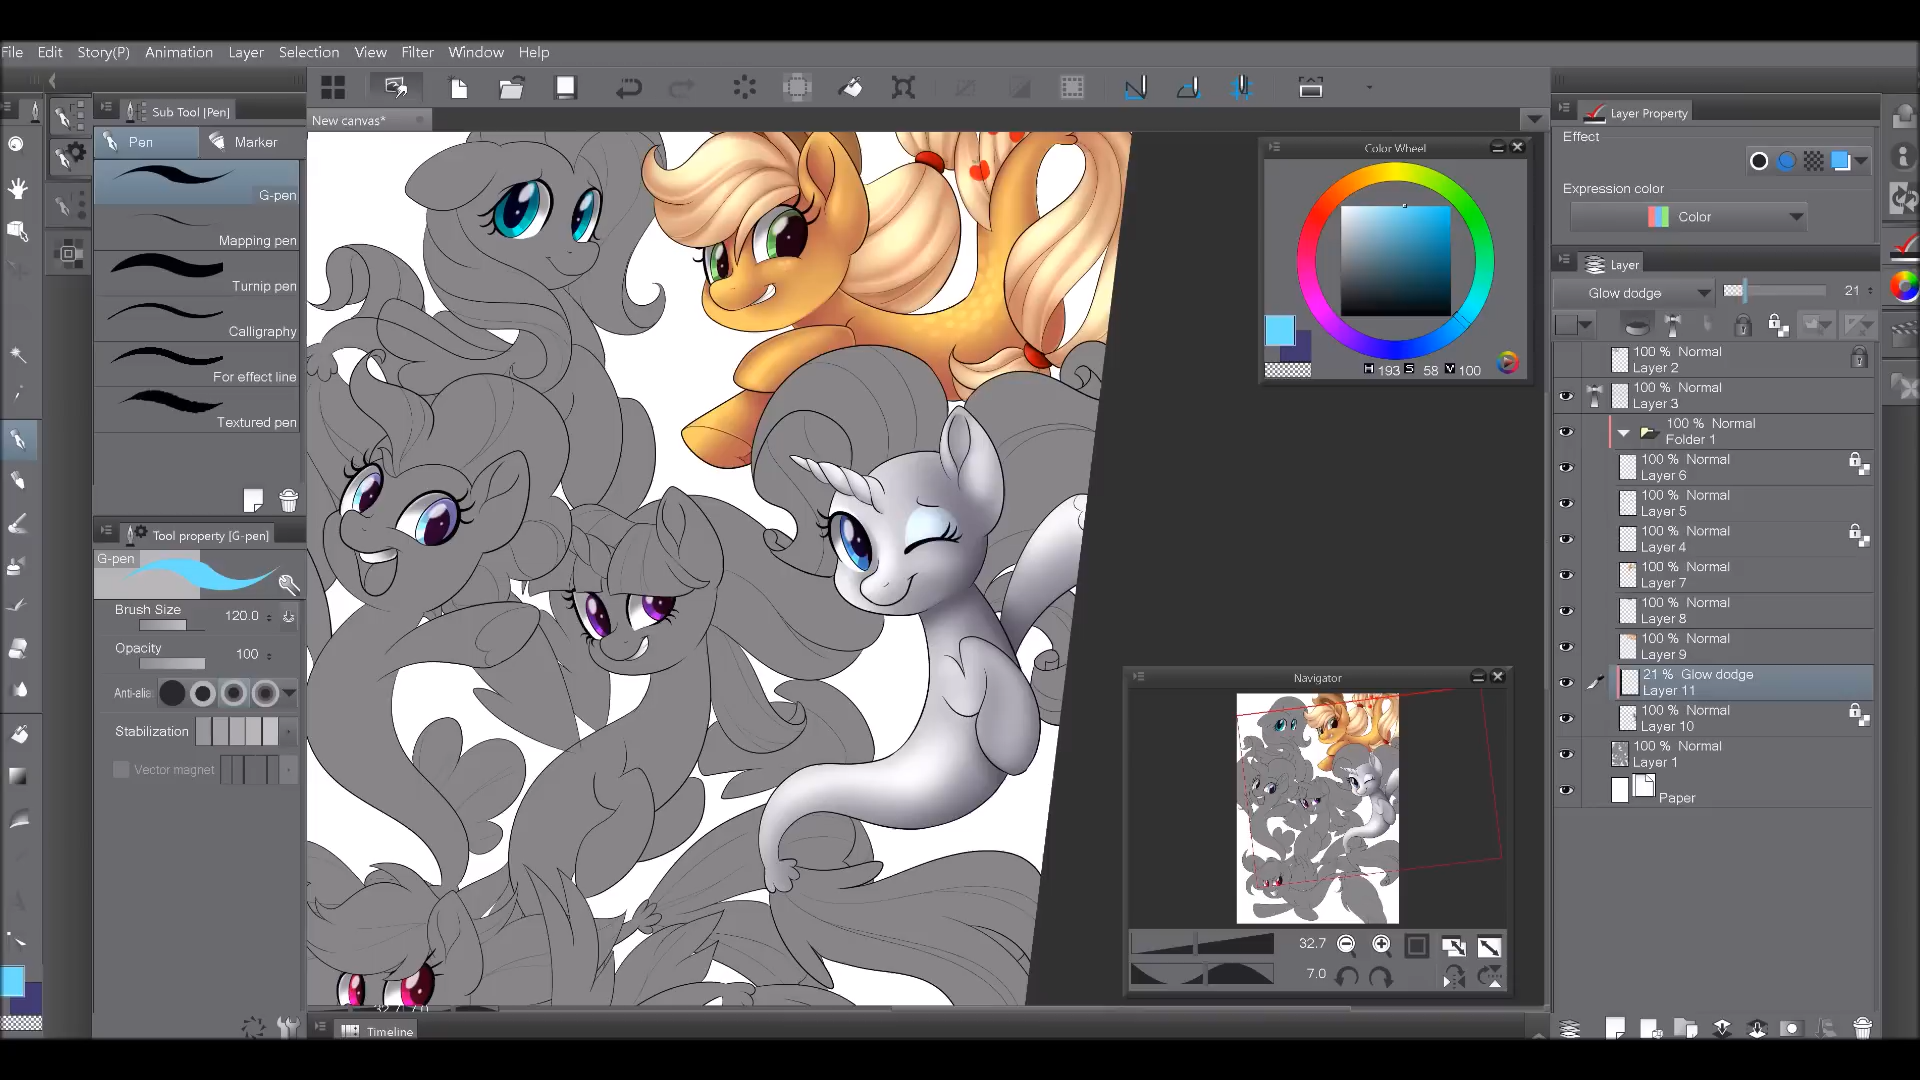 File Edit Story(P) Animation Layer Selection View Filter Window Help
Sub Tool [Pen]
Pen Marker
G-pen
Mapping pen
Turnip pen
Calligraphy
For effect line
Textured pen
Tool property [G-pen]
G-pen
Brush Size 120.0
Opacity 100
Anti-alia
Stabilization
Vector magnet
New canvas*
Color Wheel
H 193 S 58 V 100
Navigator
32.7
7.0
Timeline
Layer Property
Effect
Expression color
Color
Layer
Glow dodge 21
100 % Normal
Layer 2
100 % Normal
Layer 3
100 % Normal
Folder 1
100 % Normal
Layer 6
100 % Normal
Layer 5
100 % Normal
Layer 4
100 % Normal
Layer 7
100 % Normal
Layer 8
100 % Normal
Layer 9
21 % Glow dodge
Layer 11
100 % Normal
Layer 10
100 % Normal
Layer 1
Paper